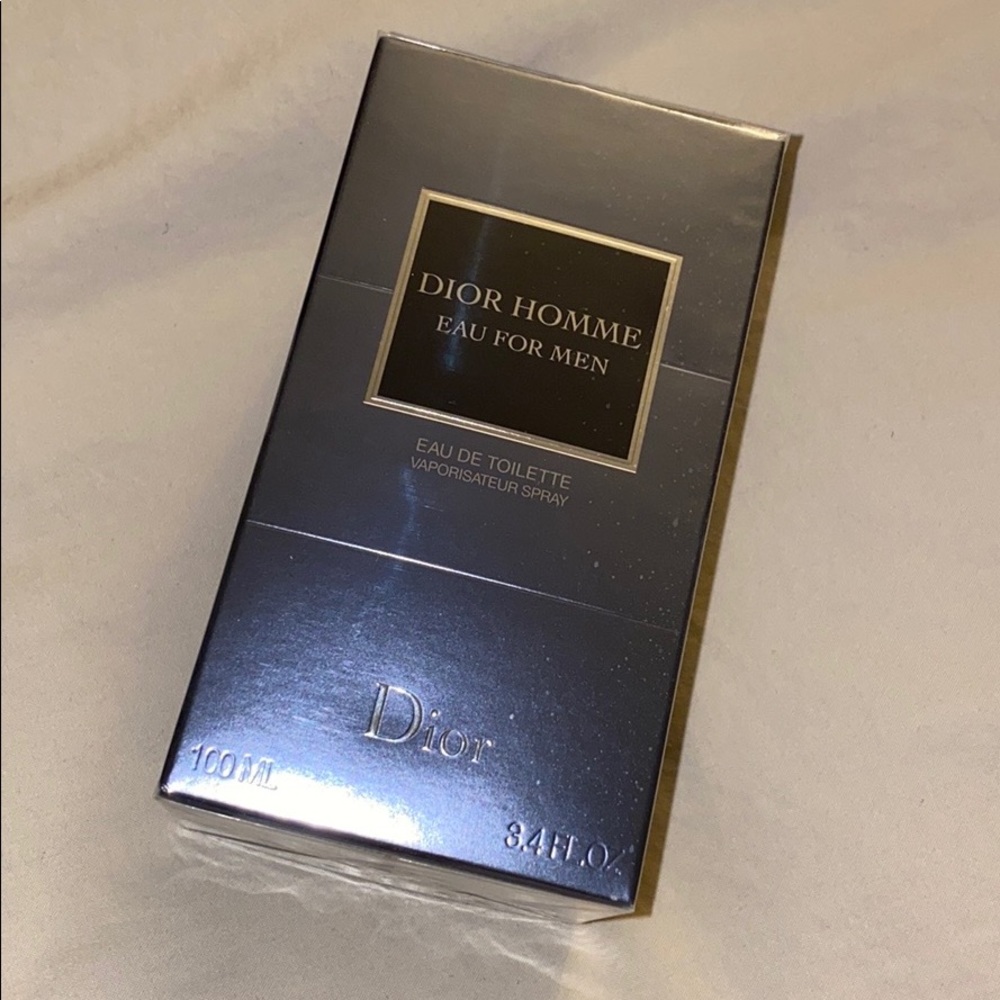 DIOR HOMME
EAU FOR MEN
EAU DE TOILETTE
VAPORISATEUR SPRAY
Dior
100 ML
3.4 FL.OZ